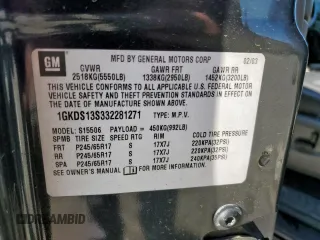 GM
MFD BY GENERAL MOTORS CORP 02/03
GVWR GAWR FRT GAWR RR
2518KG(5550LB) 1338KG(2950LB) 1452KG(3200LB)
THIS VEHICLE CONFORMS TO ALL APPLICABLE U.S. FEDERAL MOTOR
VEHICLE SAFETY AND THEFT PREVENTION STANDARDS IN EFFECT
ON THE DATE OF MANUFACTURE SHOWN ABOVE.
1GKDS13S332281271 TYPE: M.P.V.
MODEL: S15506 PAYLOAD = 450KG(992LB)
SPMB TIRE SIZE SPEED RTG RIM COLD TIRE PRESSURE
FRT P245/65R17 S 17X7J 220KPA(32PSI)
RR P245/65R17 S 17X7J 220KPA(32PSI)
SPA P245/65R17 S 17X7J 240KPA(35PSI)
SEE OWNER'S MANUAL FOR ADDITIONAL INFORMATION